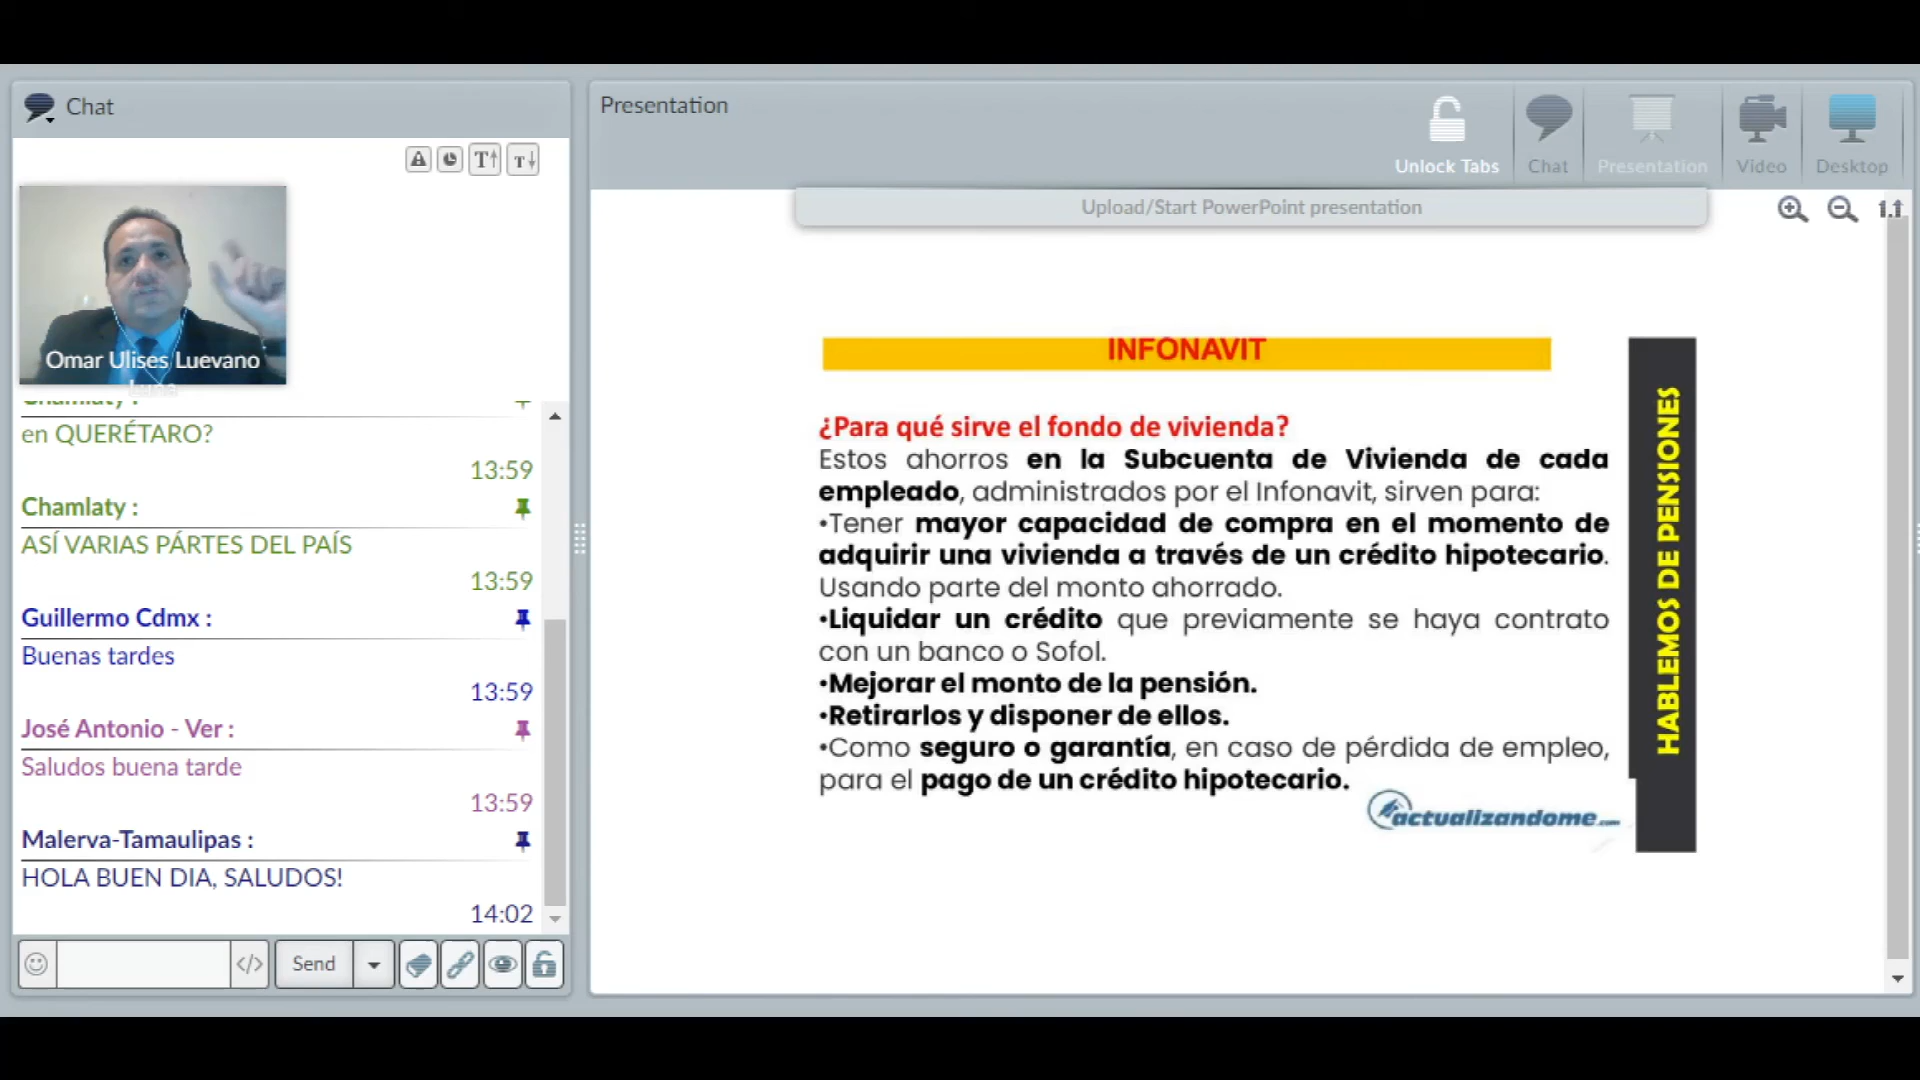 Chat
T T
Omar Ulises Luevano
Chamlaty :
en QUERÉTARO?
13:59
Chamlaty :
ASÍ VARIAS PÁRTES DEL PAÍS
13:59
Guillermo Cdmx :
Buenas tardes
13:59
José Antonio - Ver :
Saludos buena tarde
13:59
Malerva-Tamaulipas :
HOLA BUEN DIA, SALUDOS!
14:02
</>
Send
Presentation
Unlock Tabs
Chat
Presentation
Video
Desktop
Upload/Start PowerPoint presentation
1:1
INFONAVIT
¿Para qué sirve el fondo de vivienda?
Estos ahorros en la Subcuenta de Vivienda de cada
empleado, administrados por el Infonavit, sirven para:
•Tener mayor capacidad de compra en el momento de
adquirir una vivienda a través de un crédito hipotecario.
Usando parte del monto ahorrado.
•Liquidar un crédito que previamente se haya contrato
con un banco o Sofol.
•Mejorar el monto de la pensión.
•Retirarlos y disponer de ellos.
•Como seguro o garantía, en caso de pérdida de empleo,
para el pago de un crédito hipotecario.
actualizandome.com
HABLEMOS DE PENSIONES